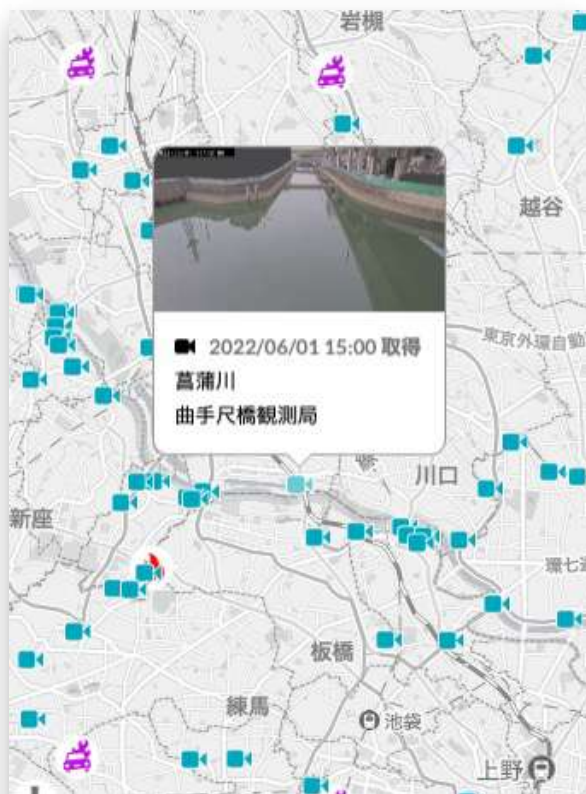 岩槻
越谷
2022/06/01 15:00 取得
菖蒲川
曲手尺橋観測局
東京外環自動
川口
新座
環七
板橋
練馬
池袋
上野